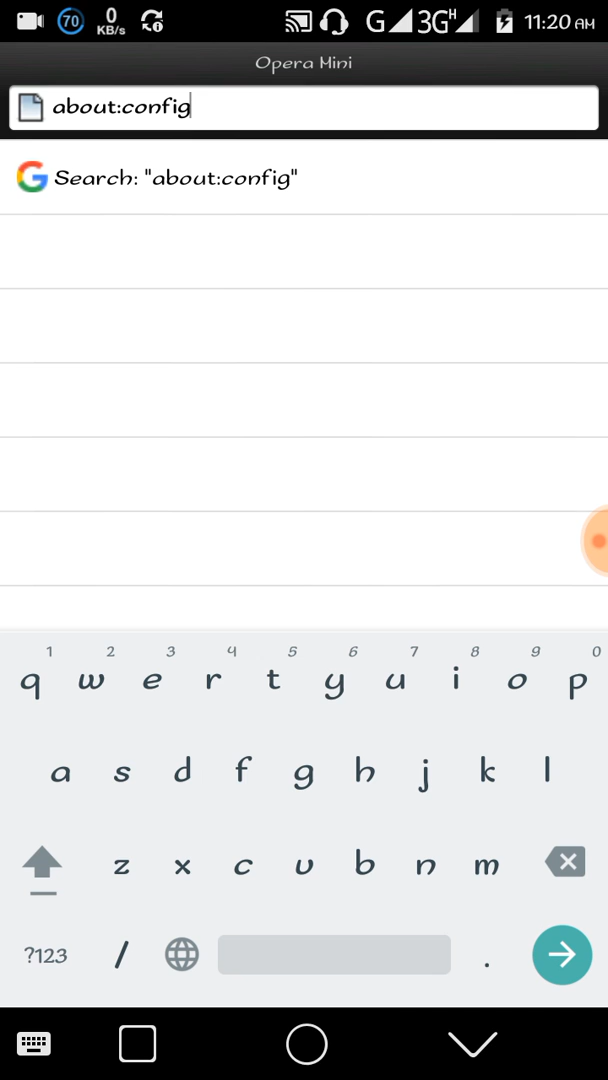 70 0 KB/s G 3G H 11:20 AM
Opera Mini
about:config
G Search: "about:config"
1 2 3 4 5 6 7 8 9 0
q w e r t y u i o p
a s d f g h j k l
z x c v b n m
?123 / .